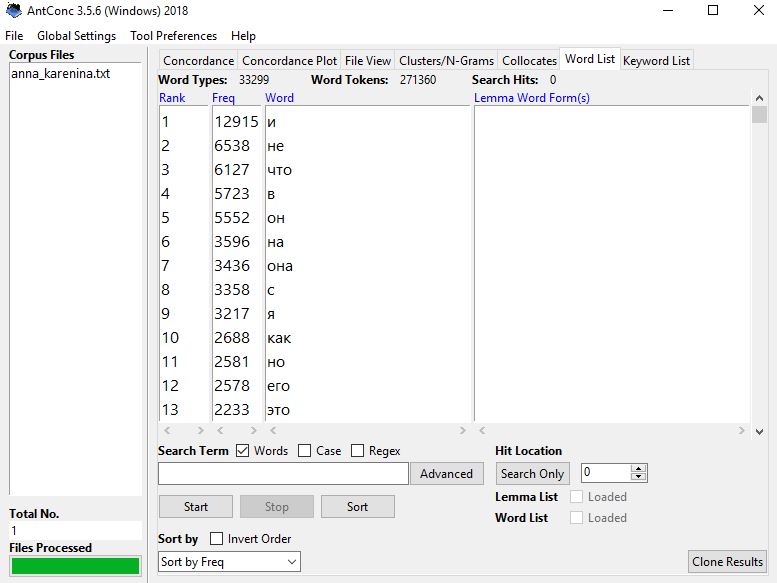 AntConc 3.5.6 (Windows) 2018
File Global Settings Tool Preferences Help
Corpus Files
anna_karenina.txt
Concordance Concordance Plot File View Clusters/N-Grams Collocates Word List Keyword List
Word Types: 33299 Word Tokens: 271360 Search Hits: 0
Rank Freq Word Lemma Word Form(s)
1 12915 и
2 6538 не
3 6127 что
4 5723 в
5 5552 он
6 3596 на
7 3436 она
8 3358 с
9 3217 я
10 2688 как
11 2581 но
12 2578 его
13 2233 это
Search Term Words Case Regex Hit Location
Advanced Search Only 0
Start Stop Sort Lemma List Loaded
Word List Loaded
Sort by Invert Order
Sort by Freq Clone Results
Total No.
1
Files Processed